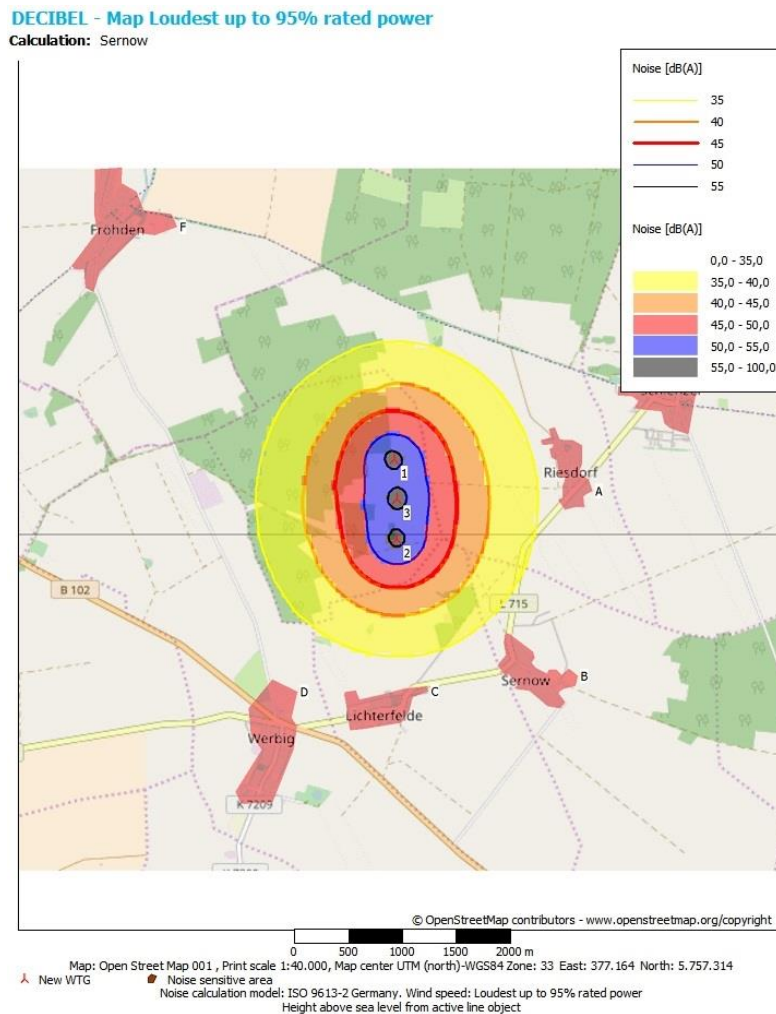 DECIBEL - Map Loudest up to 95% rated power
Calculation: Sernow
Noise [dB(A)]
35
40
45
50
55
Noise [dB(A)]
0,0 - 35,0
35,0 - 40,0
40,0 - 45,0
45,0 - 50,0
50,0 - 55,0
55,0 - 100,0
Frohden
F
1
3
2
Riesdorf
A
B 102
L 715
Sernow
B
D
C
Lichterfelde
Werbig
K 7209
© OpenStreetMap contributors - www.openstreetmap.org/copyright
0 500 1000 1500 2000 m
Map: Open Street Map 001 , Print scale 1:40.000, Map center UTM (north)-WGS84 Zone: 33 East: 377.164 North: 5.757.314
New WTG Noise sensitive area
Noise calculation model: ISO 9613-2 Germany. Wind speed: Loudest up to 95% rated power
Height above sea level from active line object